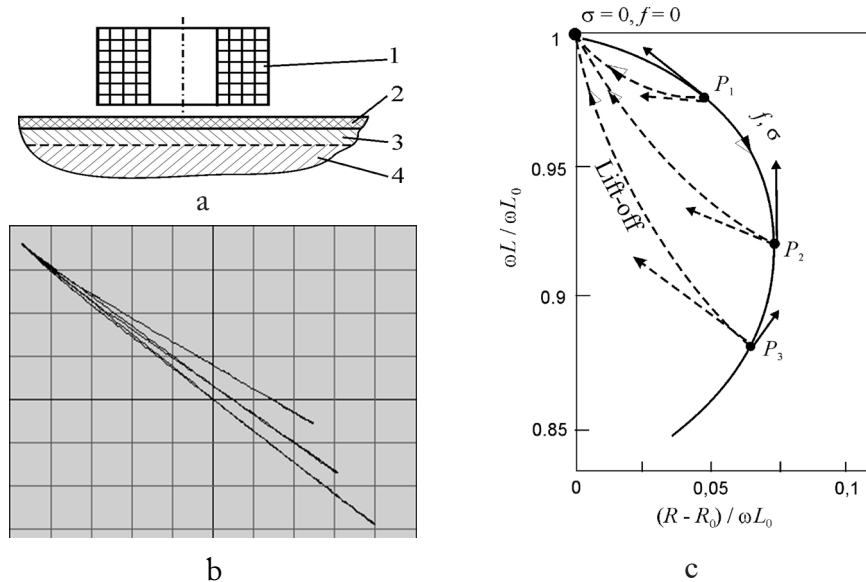 1
2
3
4
a
b
σ = 0, f = 0
1
0.95
0.9
0.85
ωL / ωL₀
P₁
P₂
P₃
f, σ
Lift-off
0
0,05
0,1
(R - R₀) / ωL₀
c